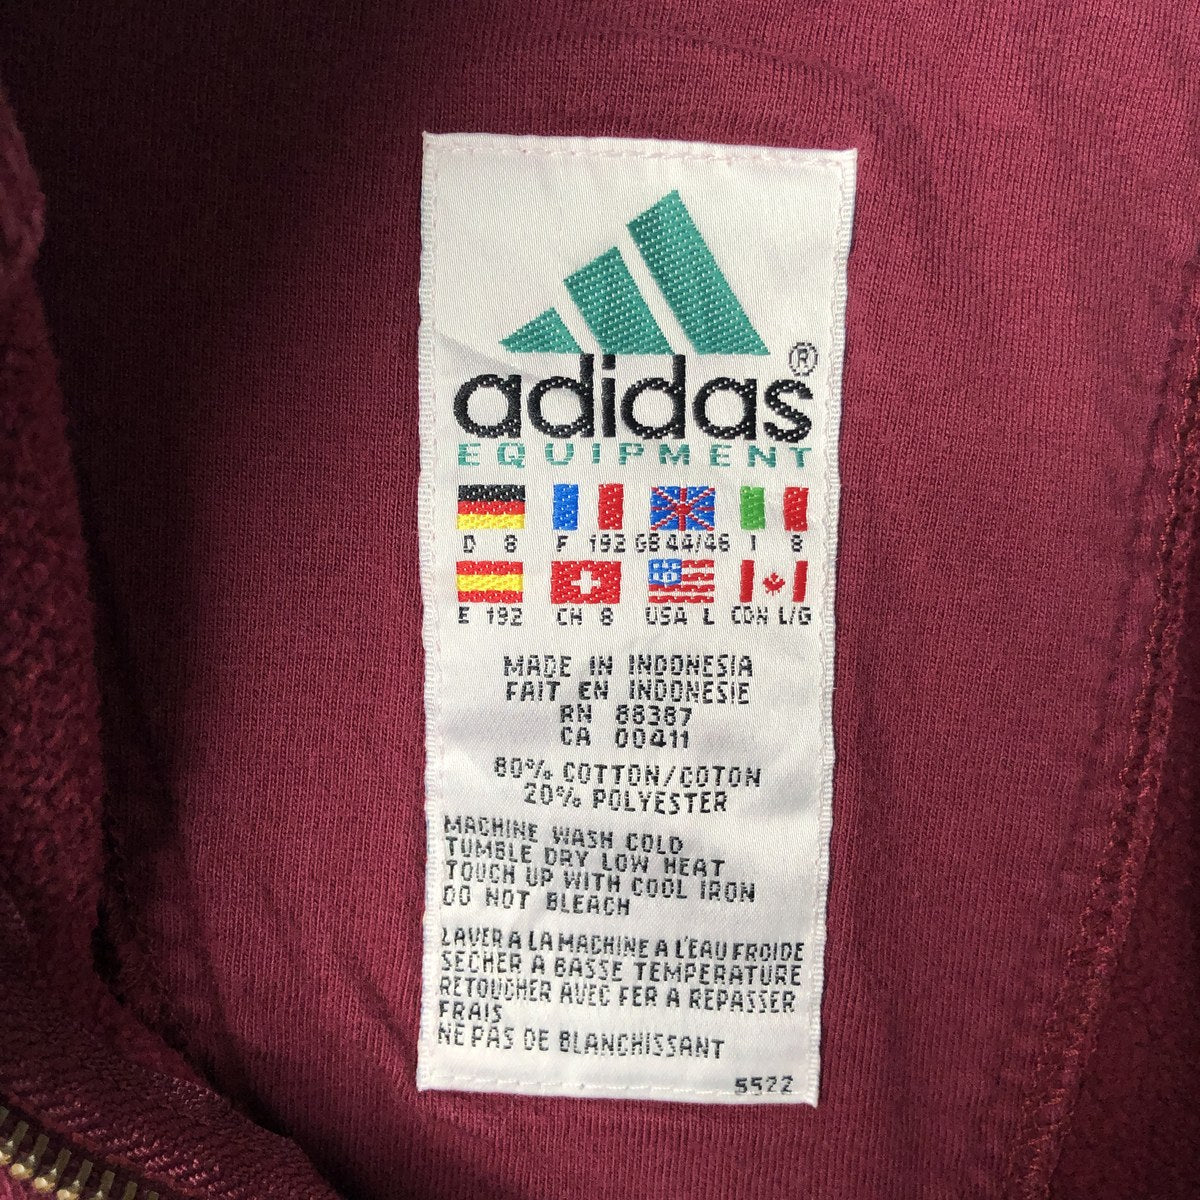 adidas®
EQUIPMENT
D 8 F 192 GB 44/46 I 8
E 192 CH 8 USA L CDN L/G
MADE IN INDONESIA
FAIT EN INDONESIE
RN 88387
CA 00411
80% COTTON/COTON
20% POLYESTER
MACHINE WASH COLD
TUMBLE DRY LOW HEAT
TOUCH UP WITH COOL IRON
DO NOT BLEACH
LAVER A LA MACHINE A L'EAU FROIDE
SECHER A BASSE TEMPERATURE
RETOUCHER AVEC FER A REPASSER
FRAIS
NE PAS DE BLANCHISSANT
5522